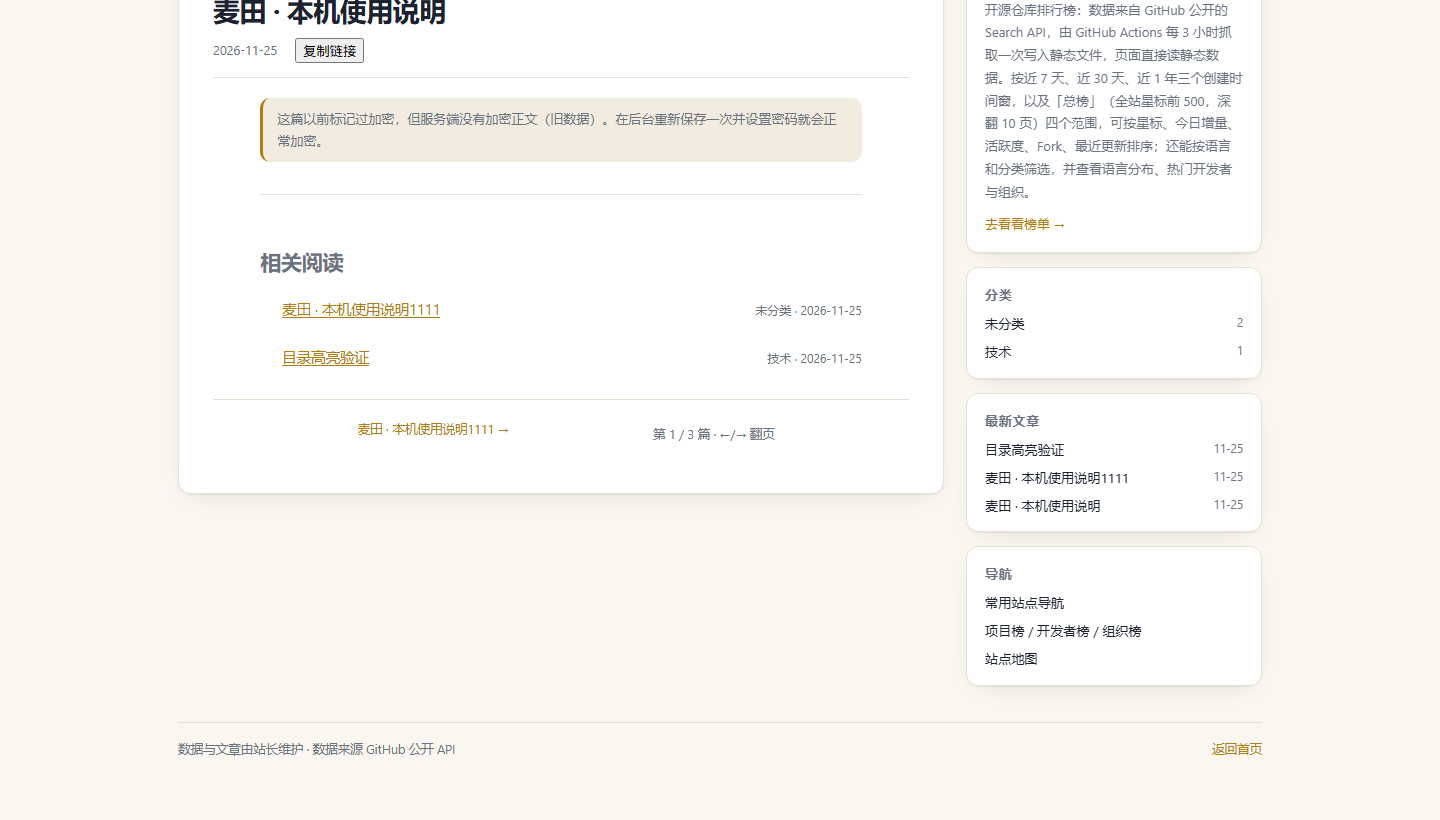 麦田 · 本机使用说明
2026-11-25 复制链接
这篇以前标记过加密，但服务端没有加密正文（旧数据）。在后台重新保存一次并设置密码就会正
常加密。
相关阅读
麦田 · 本机使用说明1111 未分类 · 2026-11-25
目录高亮验证 技术 · 2026-11-25
麦田 · 本机使用说明1111 →
第 1 / 3 篇 · ←/→ 翻页
开源仓库排行榜：数据来自 GitHub 公开的
Search API，由 GitHub Actions 每 3 小时抓
取一次写入静态文件，页面直接读静态数
据。按近 7 天、近 30 天、近 1 年三个创建时
间窗，以及「总榜」（全站星标前 500，深
翻 10 页）四个范围，可按星标、今日增量、
活跃度、Fork、最近更新排序；还能按语言
和分类筛选，并查看语言分布、热门开发者
与组织。
去看看榜单 →
分类
未分类 2
技术 1
最新文章
目录高亮验证 11-25
麦田 · 本机使用说明1111 11-25
麦田 · 本机使用说明 11-25
导航
常用站点导航
项目榜 / 开发者榜 / 组织榜
站点地图
数据与文章由站长维护 · 数据来源 GitHub 公开 API
返回首页